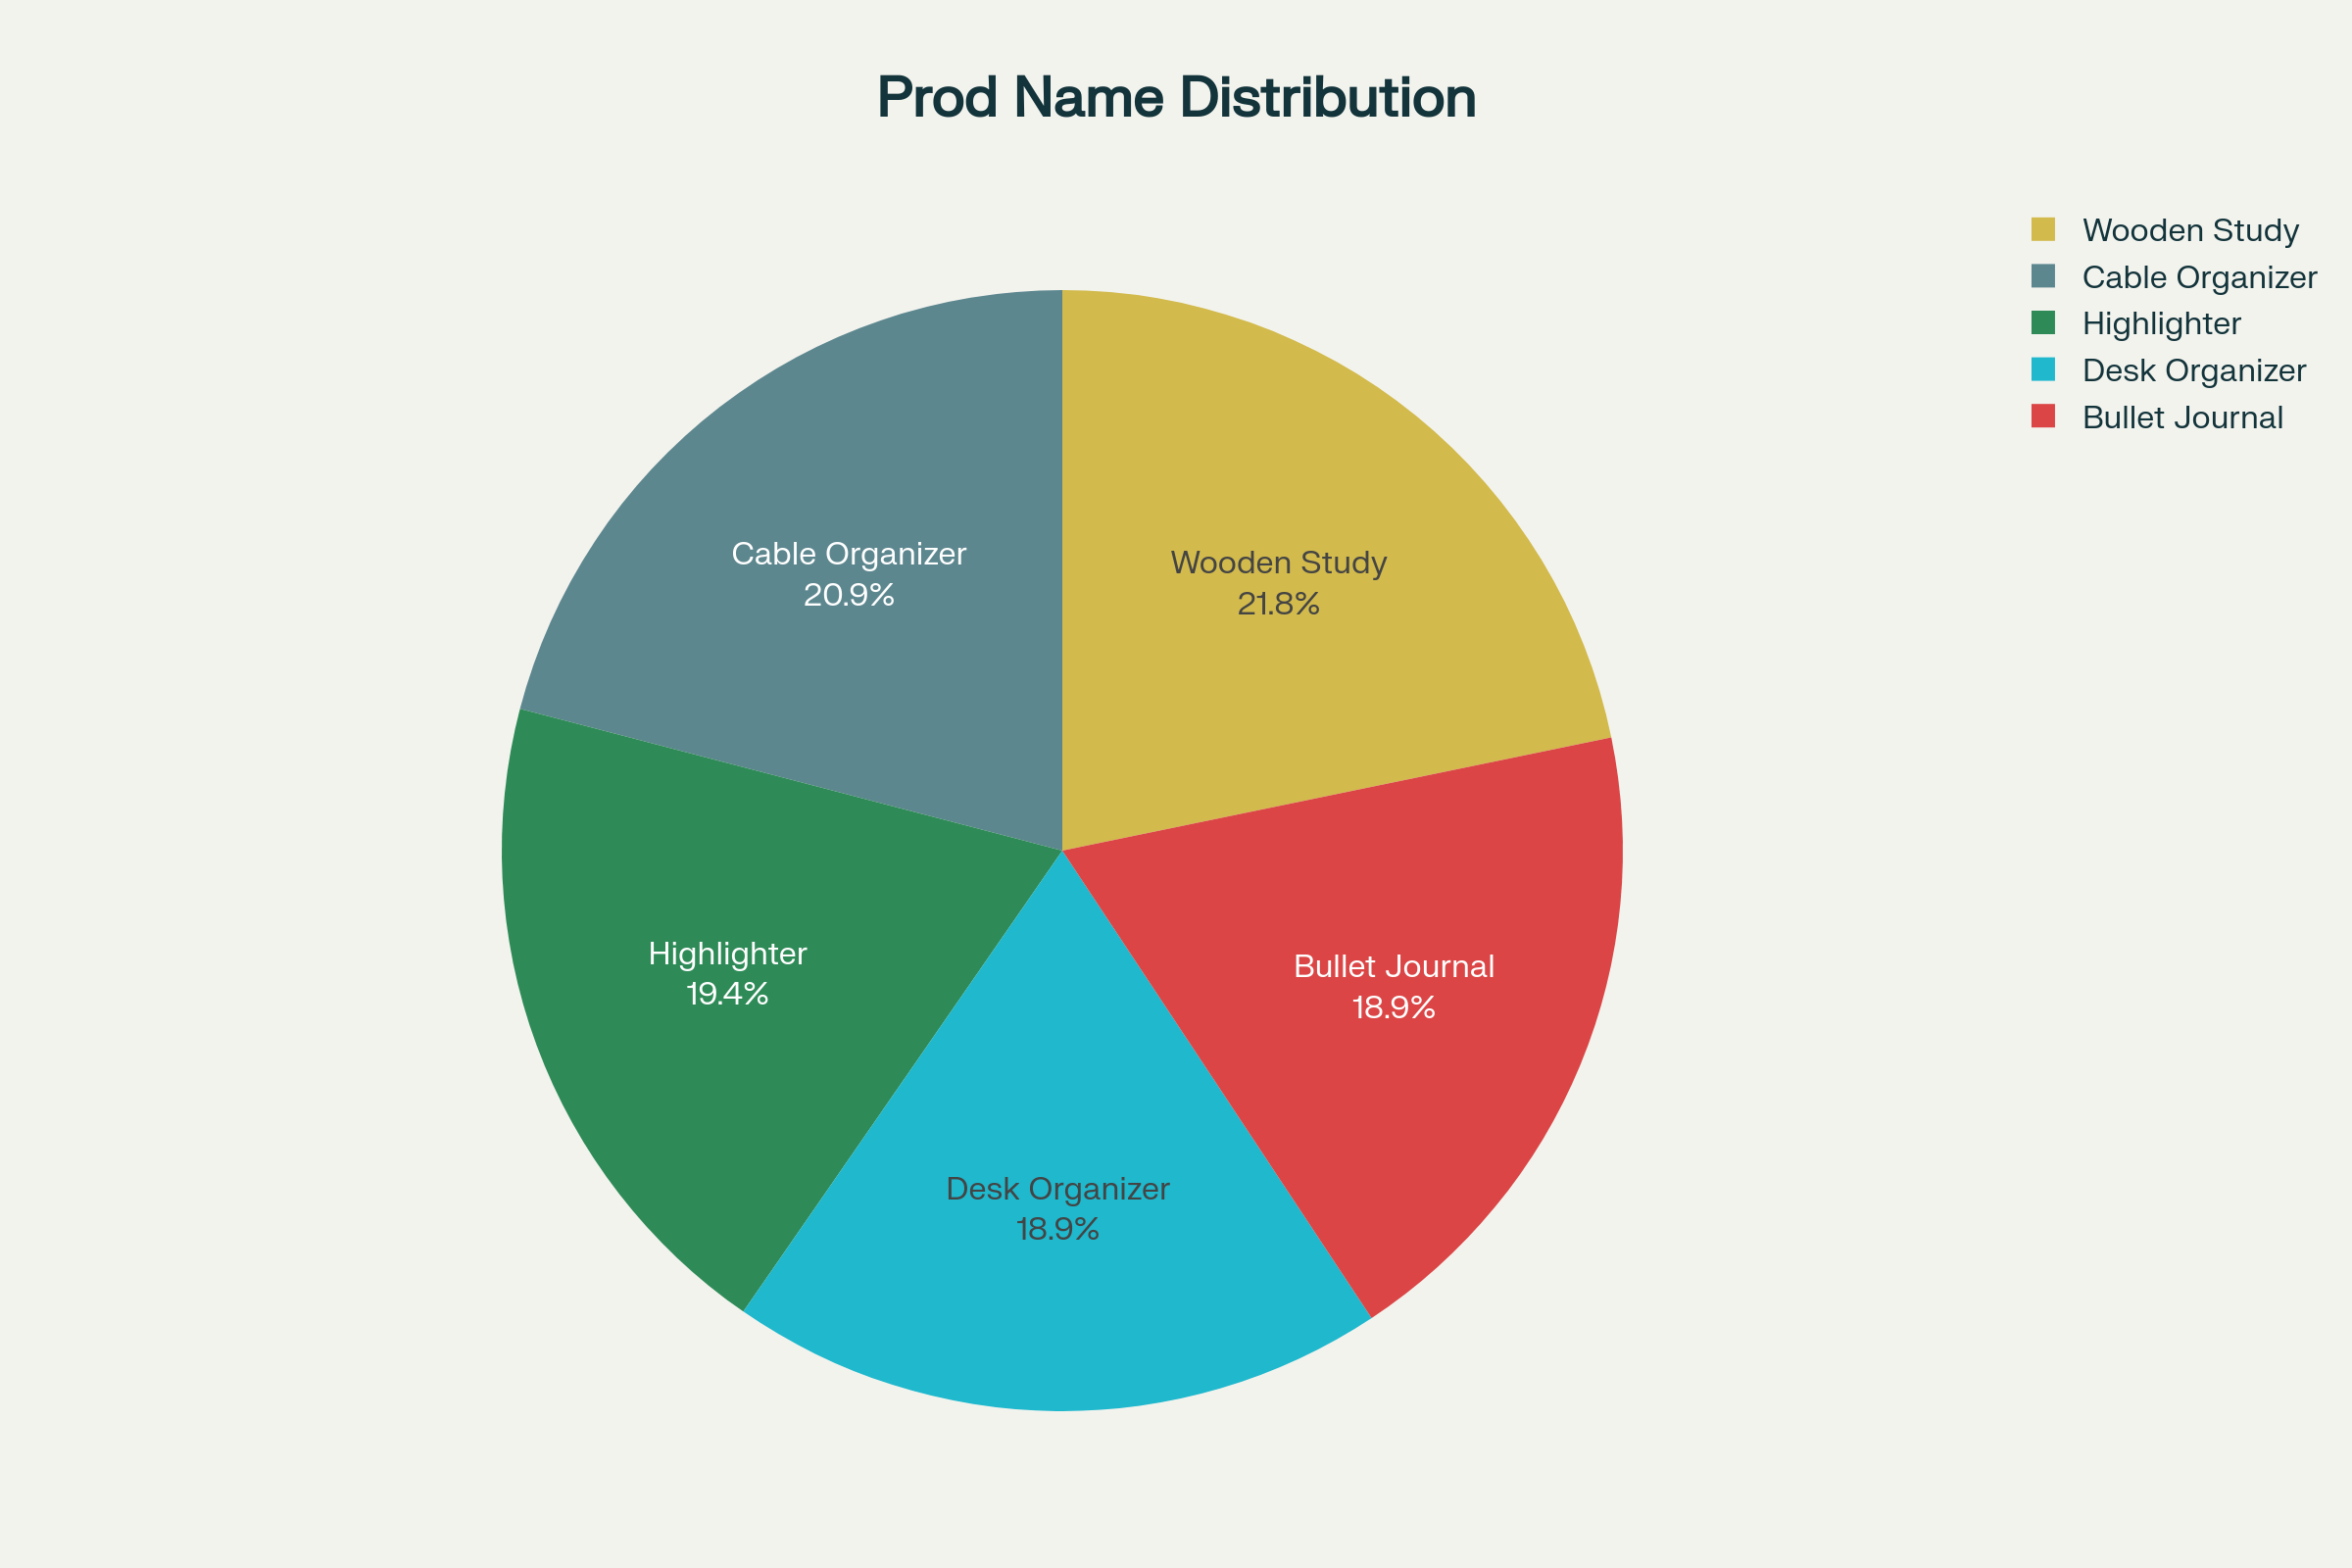 Prod Name Distribution
Wooden Study
Cable Organizer
Highlighter
Desk Organizer
Bullet Journal
Cable Organizer
20.9%
Wooden Study
21.8%
Highlighter
19.4%
Bullet Journal
18.9%
Desk Organizer
18.9%